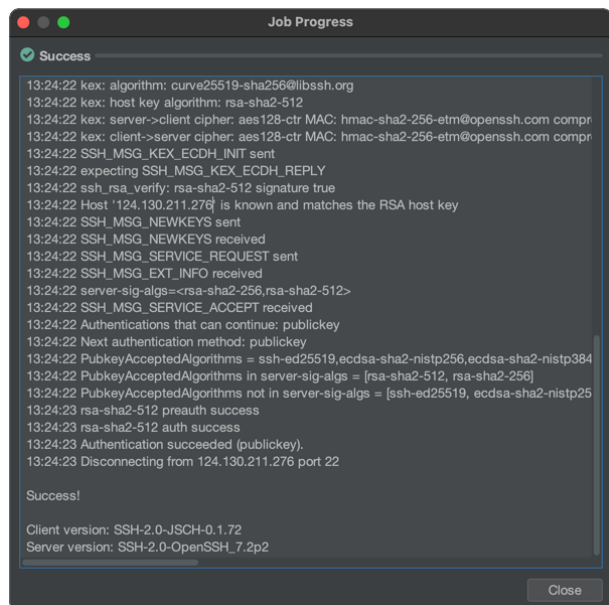 Job Progress
Success
13:24:22 kex: algorithm: curve25519-sha256@libssh.org
13:24:22 kex: host key algorithm: rsa-sha2-512
13:24:22 kex: server->client cipher: aes128-ctr MAC: hmac-sha2-256-etm@openssh.com compre
13:24:22 kex: client->server cipher: aes128-ctr MAC: hmac-sha2-256-etm@openssh.com compre
13:24:22 SSH_MSG_KEX_ECDH_INIT sent
13:24:22 expecting SSH_MSG_KEX_ECDH_REPLY
13:24:22 ssh_rsa_verify: rsa-sha2-512 signature true
13:24:22 Host '124.130.211.276' is known and matches the RSA host key
13:24:22 SSH_MSG_NEWKEYS sent
13:24:22 SSH_MSG_NEWKEYS received
13:24:22 SSH_MSG_SERVICE_REQUEST sent
13:24:22 SSH_MSG_EXT_INFO received
13:24:22 server-sig-algs=<rsa-sha2-256,rsa-sha2-512>
13:24:22 SSH_MSG_SERVICE_ACCEPT received
13:24:22 Authentications that can continue: publickey
13:24:22 Next authentication method: publickey
13:24:22 PubkeyAcceptedAlgorithms = ssh-ed25519,ecdsa-sha2-nistp256,ecdsa-sha2-nistp384
13:24:22 PubkeyAcceptedAlgorithms in server-sig-algs = [rsa-sha2-512, rsa-sha2-256]
13:24:22 PubkeyAcceptedAlgorithms not in server-sig-algs = [ssh-ed25519, ecdsa-sha2-nistp25
13:24:23 rsa-sha2-512 preauth success
13:24:23 rsa-sha2-512 auth success
13:24:23 Authentication succeeded (publickey).
13:24:23 Disconnecting from 124.130.211.276 port 22
Success!
Client version: SSH-2.0-JSCH-0.1.72
Server version: SSH-2.0-OpenSSH_7.2p2
Close